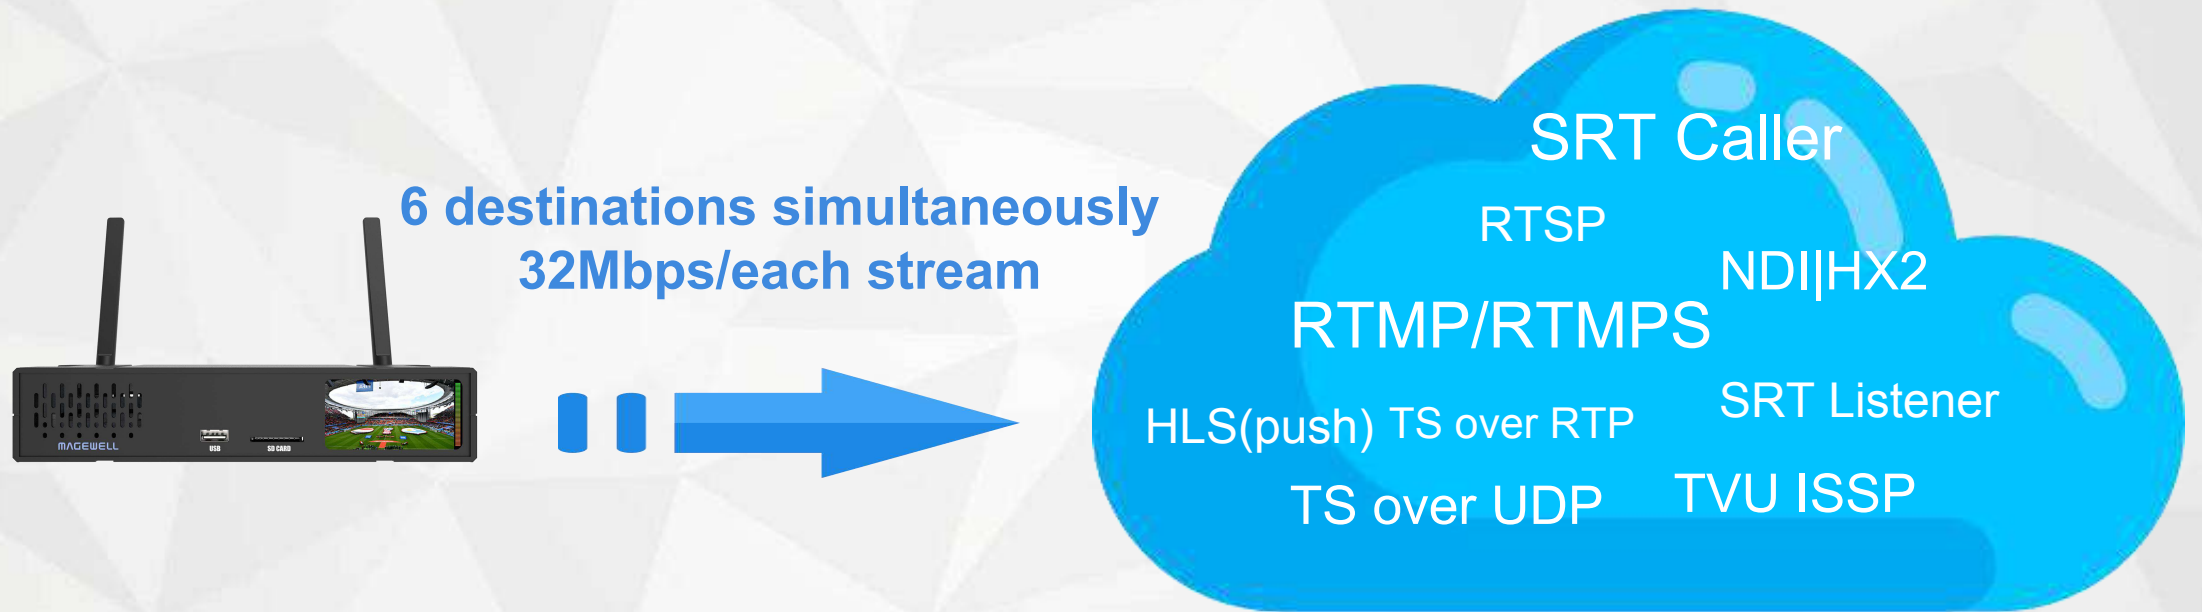 6 destinations simultaneously
32Mbps/each stream
MAGEWELL
USB
SD CARD
SRT Caller
RTSP
NDI|HX2
RTMP/RTMPS
SRT Listener
HLS(push)
TS over RTP
TVU ISSP
TS over UDP